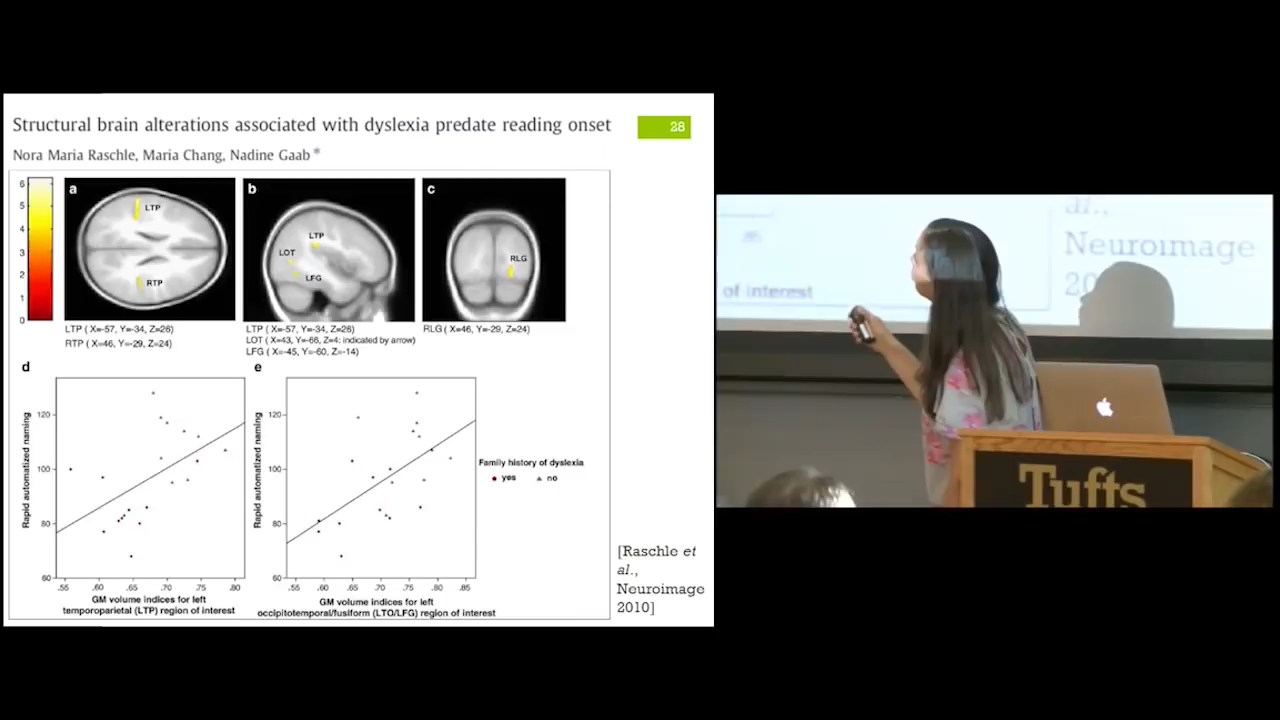 Structural brain alterations associated with dyslexia predate reading onset
28
Nora Maria Raschle, Maria Chang, Nadine Gaab *
6
5
4
3
2
1
0
a
LTP
RTP
b
LTP
LOT
LFG
c
RLG
LTP ( X=-57, Y=-34, Z=26)
RTP ( X=46, Y=-29, Z=24)
LTP ( X=-57, Y=-34, Z=26)
LOT ( X=43, Y=-66, Z=4: indicated by arrow)
LFG ( X=-45, Y=-60, Z=-14)
RLG ( X=46, Y=-29, Z=24)
d
Rapid automatized naming
120
100
80
60
.55 .60 .65 .70 .75 .80
GM volume indices for left
temporoparietal (LTP) region of interest
e
Rapid automatized naming
120
100
80
60
.55 .60 .65 .70 .75 .80 .85
GM volume indices for left
occipitotemporal/fusiform (LTO/LFG) region of interest
Family history of dyslexia
yes no
[Raschle et
al.,
Neuroimage
2010]
al.,
Neuroimage
of interest
Tufts